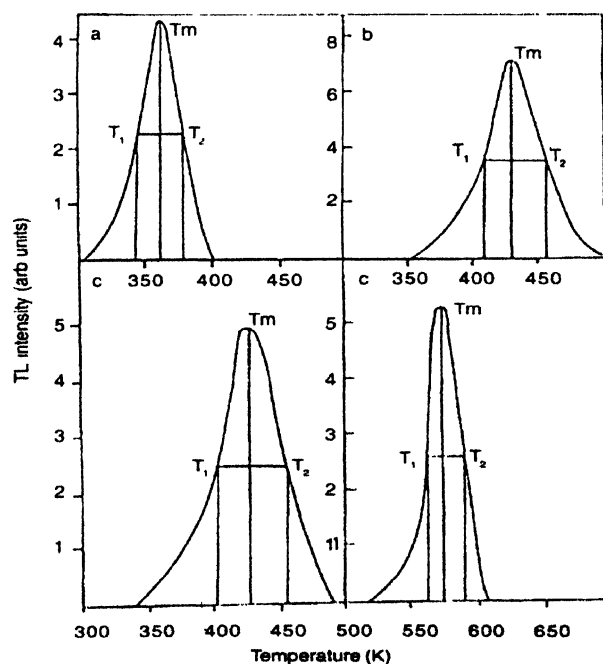 a
Tm
T1
T2
4
3
2
1
350 400 450
b
Tm
T1
T2
8
6
4
2
350 400 450
TL intensity (arb units)
c
Tm
T1
T2
5
4
3
2
1
300 350 400 450 500
c
Tm
T1
T2
5
4
3
2
11
550 600 650
Temperature (K)